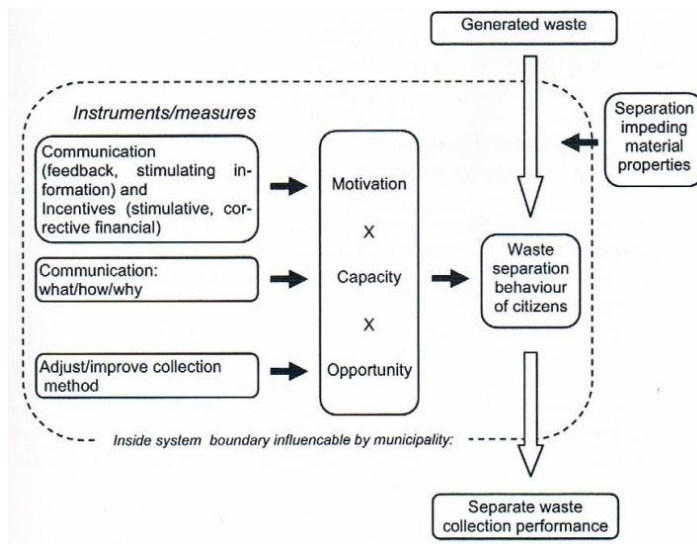 Generated waste
Instruments/measures
Separation
impeding
material
properties
Communication
(feedback, stimulating in-
formation) and
Incentives (stimulative, cor-
rective financial)
Motivation
X
Communication:
what/how/why
Capacity
X
Waste
separation
behaviour
of citizens
Adjust/improve collection
method
Opportunity
Inside system boundary influencable by municipality:
Separate waste
collection performance